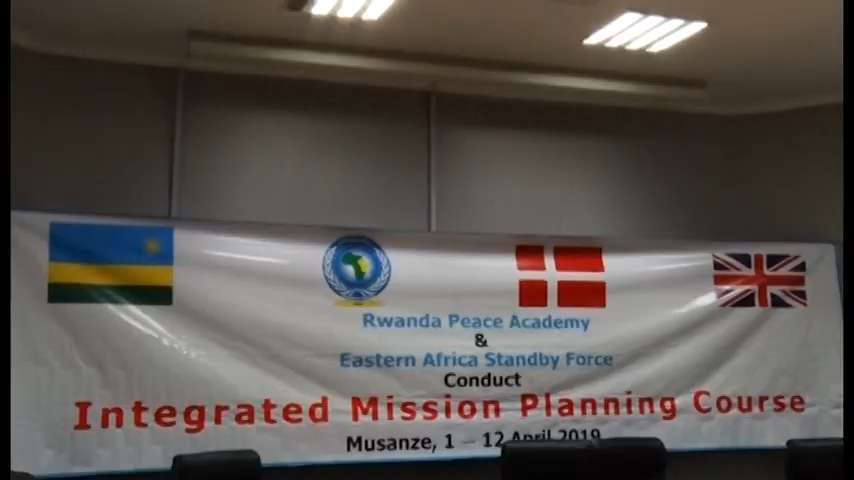 Rwanda Peace Academy
&
Eastern Africa Standby Force
Conduct
Integrated Mission Planning Course
Musanze, 1 – 12 April 2019